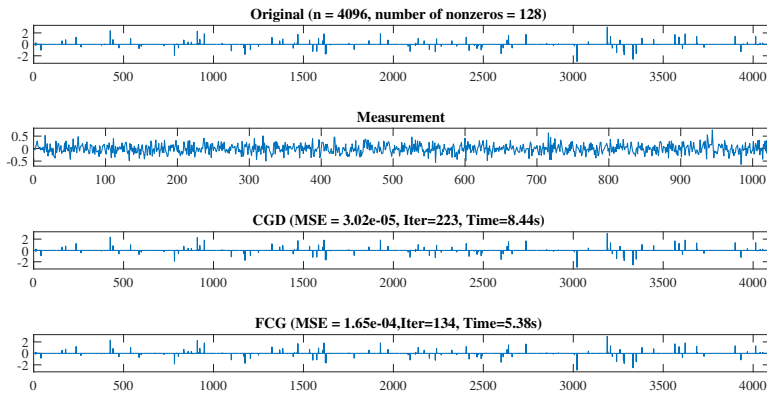 Original (n = 4096, number of nonzeros = 128)
2
0
-2
0 500 1000 1500 2000 2500 3000 3500 4000
Measurement
0.5
0
-0.5
0 100 200 300 400 500 600 700 800 900 1000
CGD (MSE = 3.02e-05, Iter=223, Time=8.44s)
2
0
-2
0 500 1000 1500 2000 2500 3000 3500 4000
FCG (MSE = 1.65e-04,Iter=134, Time=5.38s)
2
0
-2
0 500 1000 1500 2000 2500 3000 3500 4000